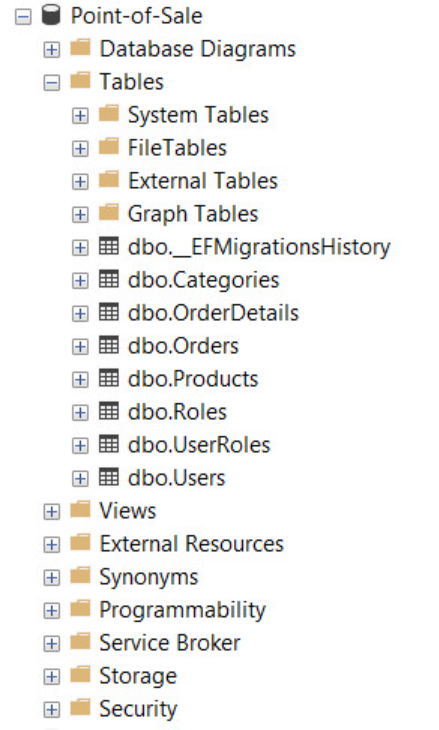 Point-of-Sale
Database Diagrams
Tables
System Tables
FileTables
External Tables
Graph Tables
dbo.__EFMigrationsHistory
dbo.Categories
dbo.OrderDetails
dbo.Orders
dbo.Products
dbo.Roles
dbo.UserRoles
dbo.Users
Views
External Resources
Synonyms
Programmability
Service Broker
Storage
Security